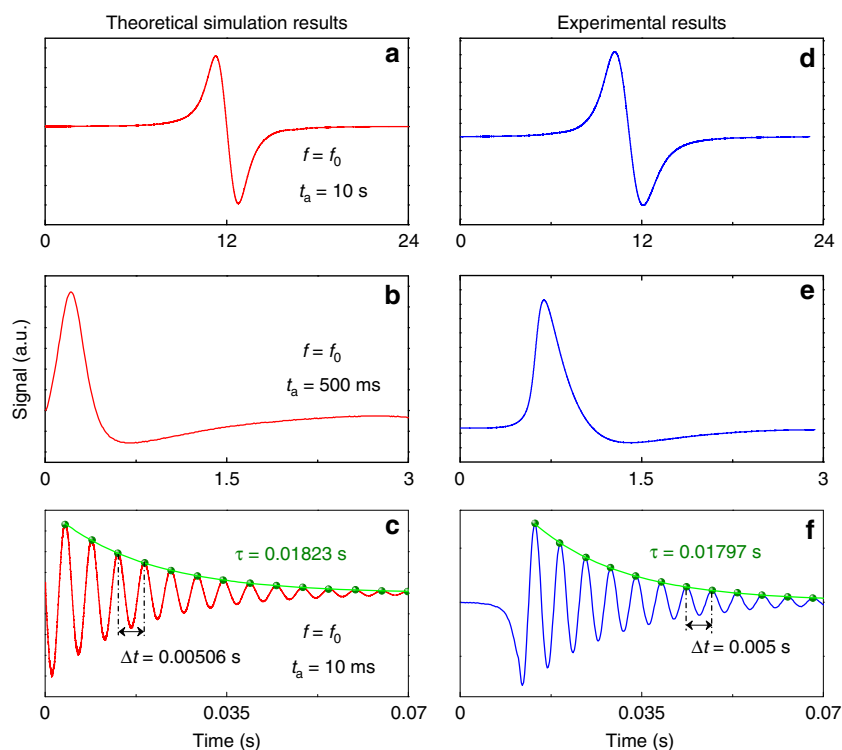 Theoretical simulation results
Experimental results
a
f = f₀
tₐ = 10 s
0
12
24
d
0
12
24
b
f = f₀
tₐ = 500 ms
0
1.5
3
e
0
1.5
3
Signal (a.u.)
c
τ = 0.01823 s
Δt = 0.00506 s
f = f₀
tₐ = 10 ms
0
0.035
0.07
Time (s)
f
τ = 0.01797 s
Δt = 0.005 s
0
0.035
0.07
Time (s)